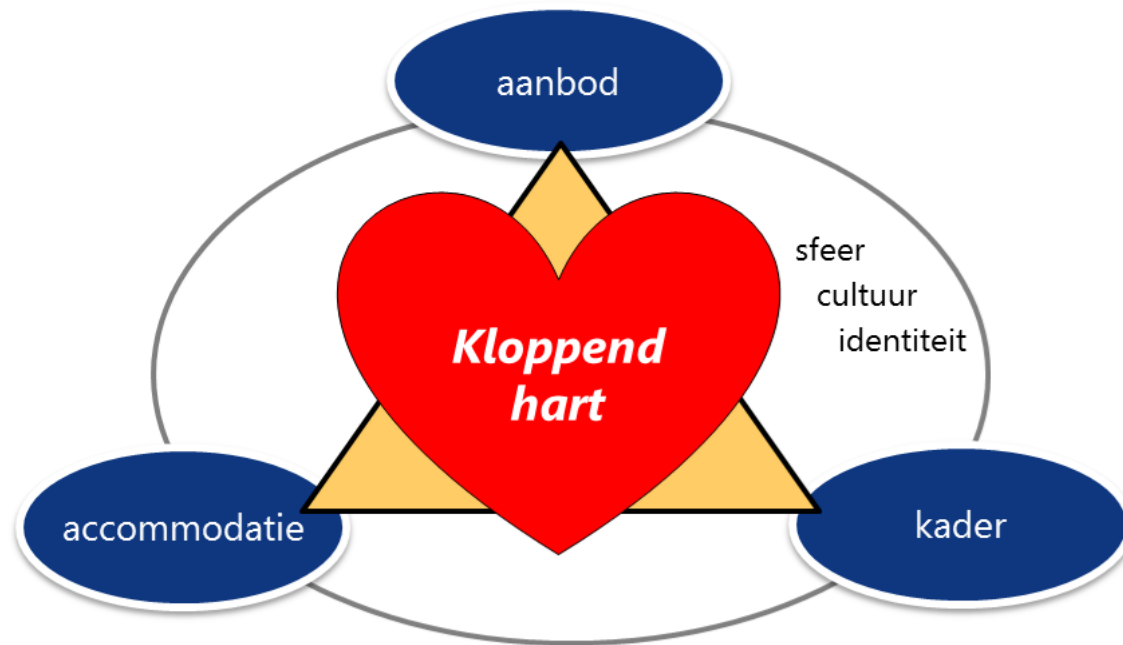 aanbod
sfeer
cultuur
identiteit
Kloppend
hart
accommodatie
kader